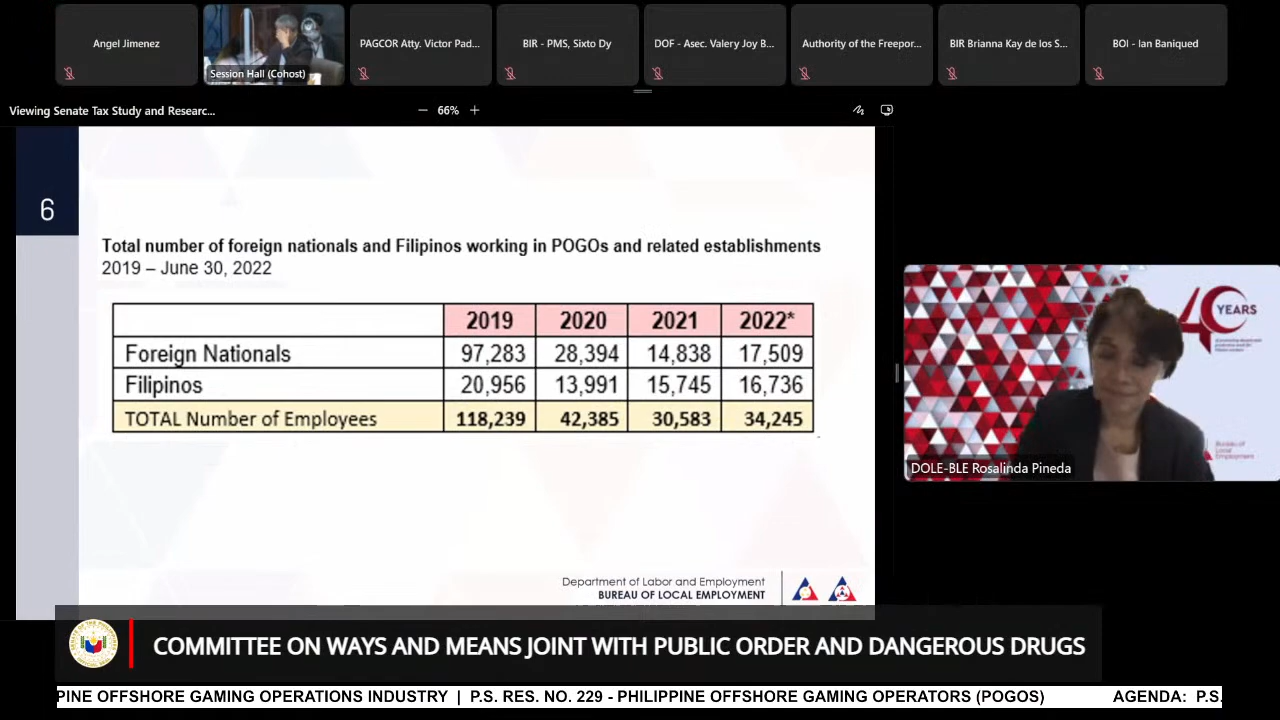 Angel Jimenez
Session Hall (Cohost)
PAGCOR Atty. Victor Pad...
BIR - PMS, Sixto Dy
DOF - Asec. Valery Joy B...
Authority of the Freepor...
BIR Brianna Kay de los S...
BOI - Ian Baniqued
Viewing Senate Tax Study and Researc...
— 66% +
6
Total number of foreign nationals and Filipinos working in POGOs and related establishments
2019 – June 30, 2022
2019 2020 2021 2022*
Foreign Nationals 97,283 28,394 14,838 17,509
Filipinos 20,956 13,991 15,745 16,736
TOTAL Number of Employees 118,239 42,385 30,583 34,245
Department of Labor and Employment
BUREAU OF LOCAL EMPLOYMENT
40
YEARS
Bureau of
Local
Employment
DOLE-BLE Rosalinda Pineda
COMMITTEE ON WAYS AND MEANS JOINT WITH PUBLIC ORDER AND DANGEROUS DRUGS
PINE OFFSHORE GAMING OPERATIONS INDUSTRY | P.S. RES. NO. 229 - PHILIPPINE OFFSHORE GAMING OPERATORS (POGOS) AGENDA: P.S.